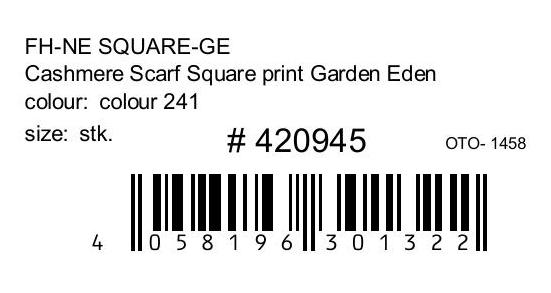 FH-NE SQUARE-GE
Cashmere Scarf Square print Garden Eden
colour: colour 241
size: stk.
# 420945
OTO- 1458
4 058196 301322